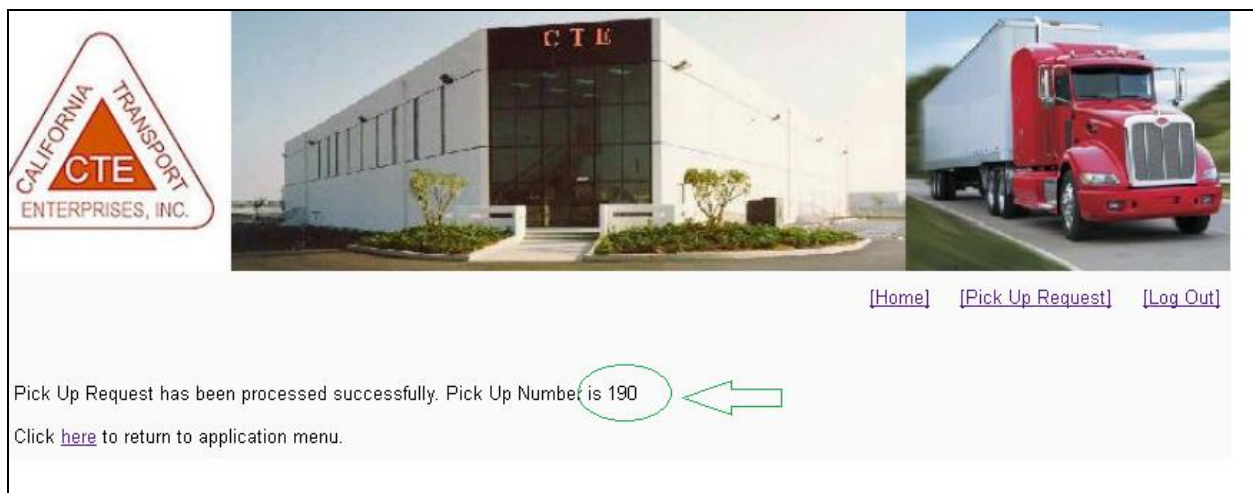 CALIFORNIA
TRANSPORT
CTE
ENTERPRISES, INC.
CTE
[Home] [Pick Up Request] [Log Out]
Pick Up Request has been processed successfully. Pick Up Number is 190
Click here to return to application menu.